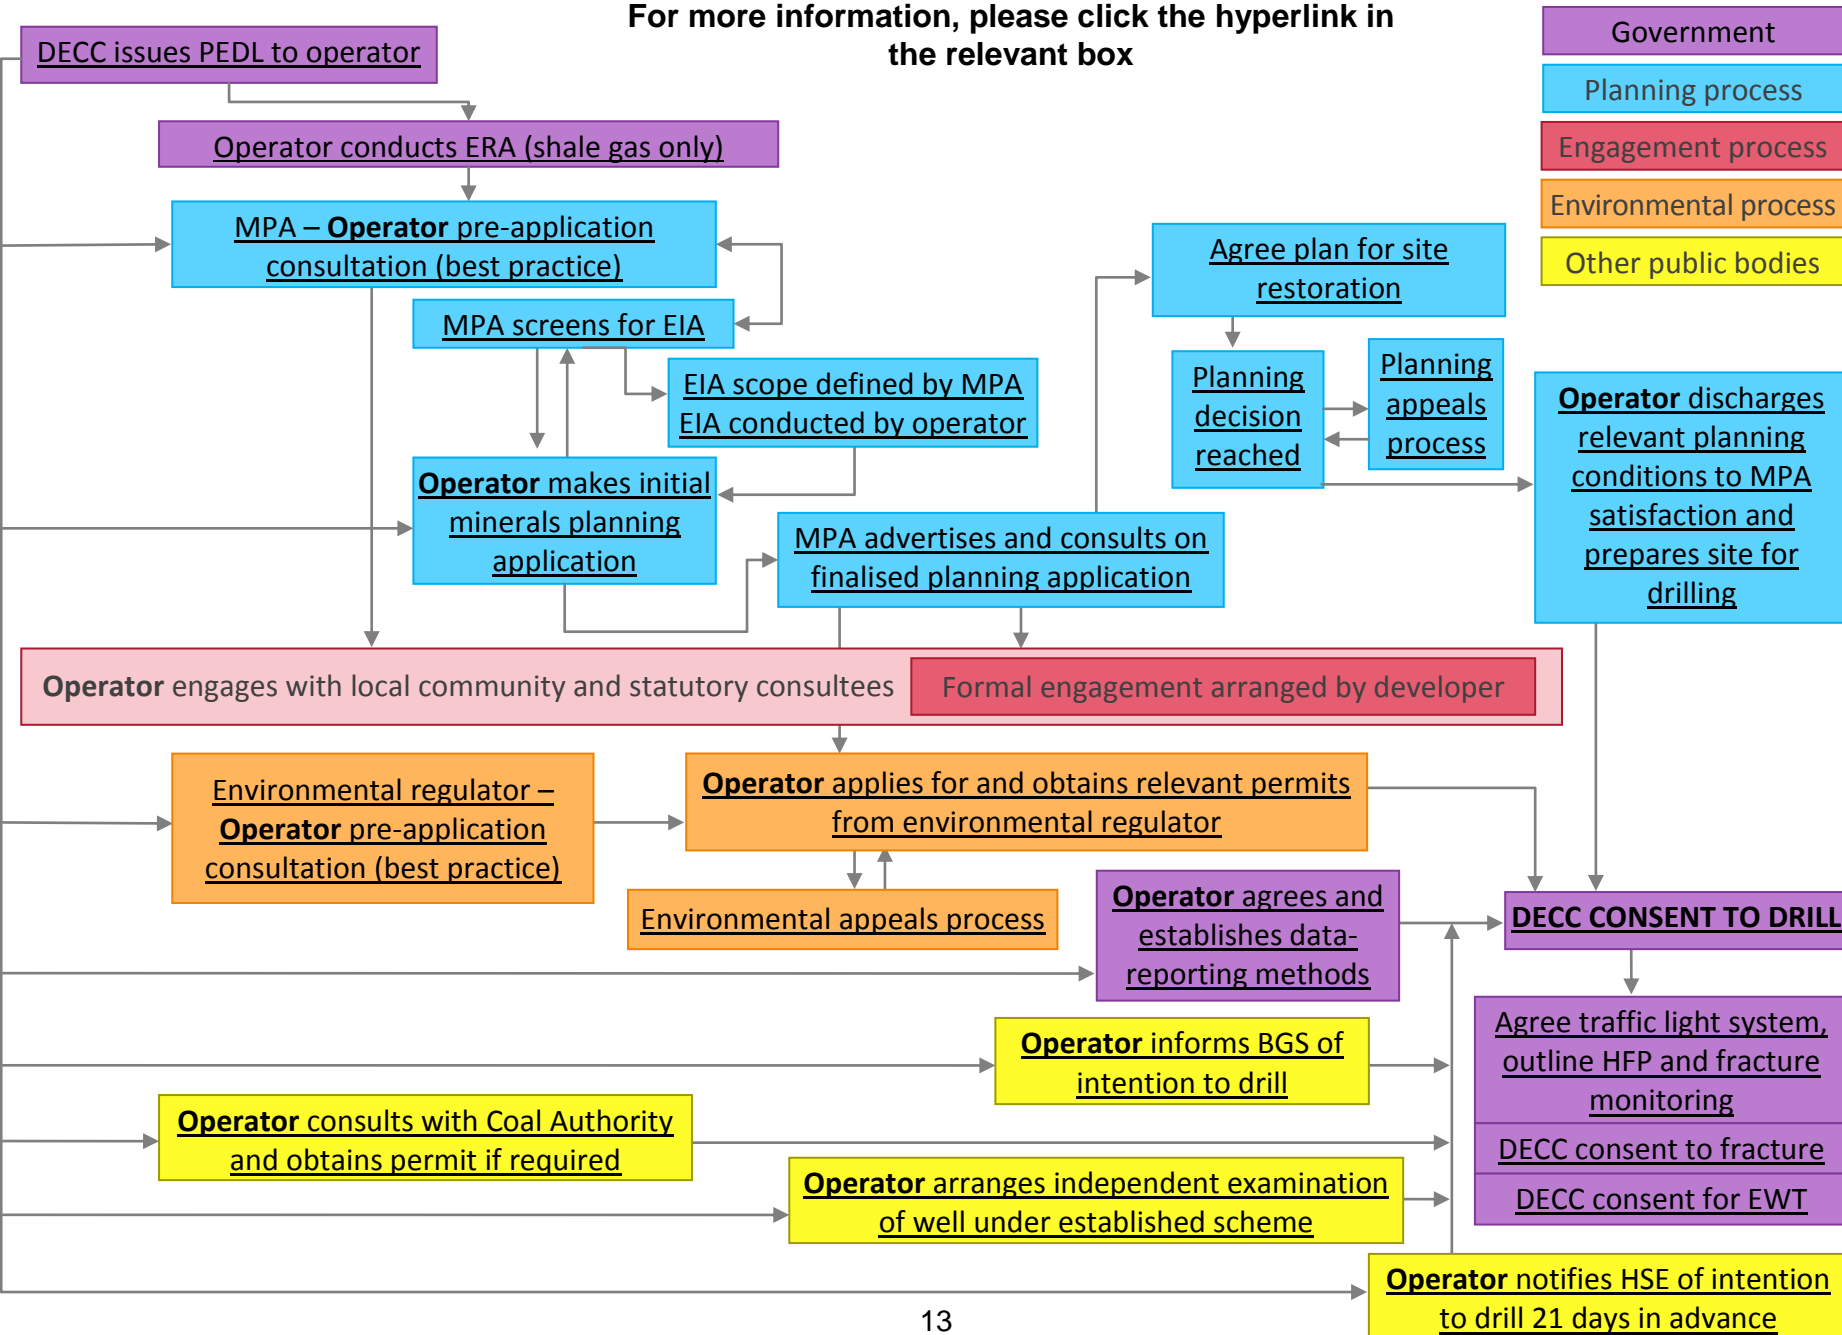 For more information, please click the hyperlink in
the relevant box
Government
Planning process
Engagement process
Environmental process
Other public bodies
DECC issues PEDL to operator
Operator conducts ERA (shale gas only)
MPA – Operator pre-application
consultation (best practice)
MPA screens for EIA
EIA scope defined by MPA
EIA conducted by operator
Operator makes initial
minerals planning
application
MPA advertises and consults on
finalised planning application
Agree plan for site
restoration
Planning
decision
reached
Planning
appeals
process
Operator discharges
relevant planning
conditions to MPA
satisfaction and
prepares site for
drilling
Operator engages with local community and statutory consultees
Formal engagement arranged by developer
Environmental regulator –
Operator pre-application
consultation (best practice)
Operator applies for and obtains relevant permits
from environmental regulator
Environmental appeals process
Operator agrees and
establishes data-
reporting methods
DECC CONSENT TO DRILL
Agree traffic light system,
outline HFP and fracture
monitoring
DECC consent to fracture
DECC consent for EWT
Operator informs BGS of
intention to drill
Operator consults with Coal Authority
and obtains permit if required
Operator arranges independent examination
of well under established scheme
Operator notifies HSE of intention
to drill 21 days in advance
13